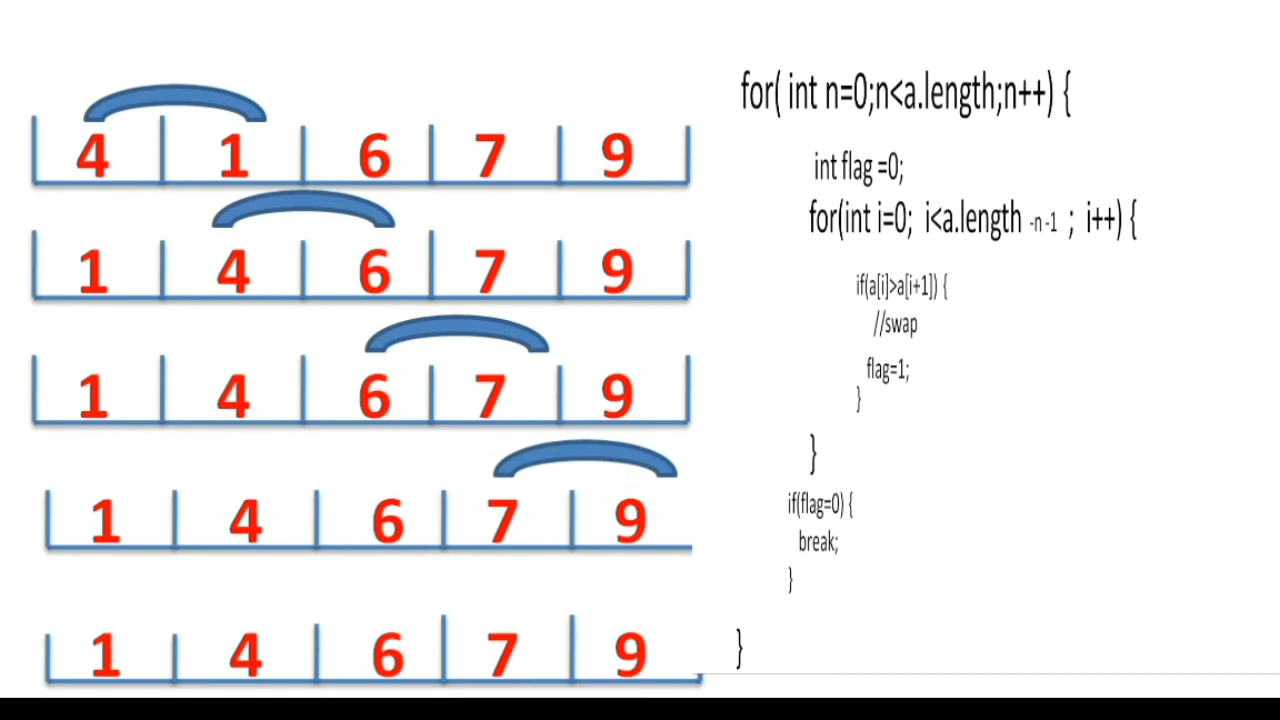 4 1 6 7 9
1 4 6 7 9
1 4 6 7 9
1 4 6 7 9
1 4 6 7 9
for( int n=0;n<a.length;n++) {
int flag =0;
for(int i=0; i<a.length -n -1 ; i++) {
if(a[i]>a[i+1]) {
//swap
flag=1;
}
}
if(flag=0) {
break;
}
}